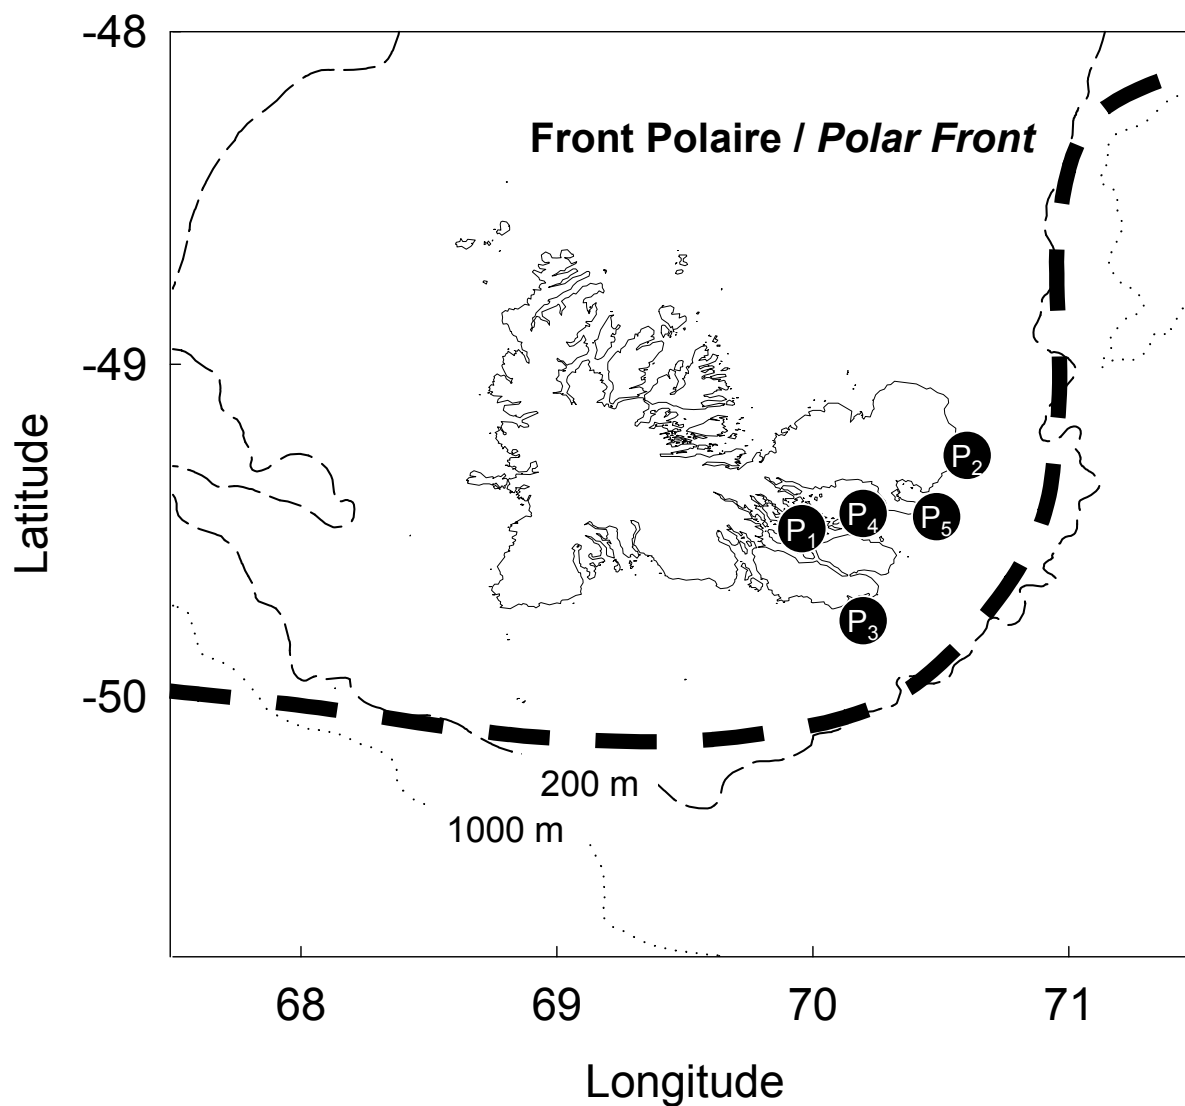 -48
Front Polaire / Polar Front
-49
Latitude
P2
P4
P5
P1
P3
-50
200 m
1000 m
68 69 70 71
Longitude